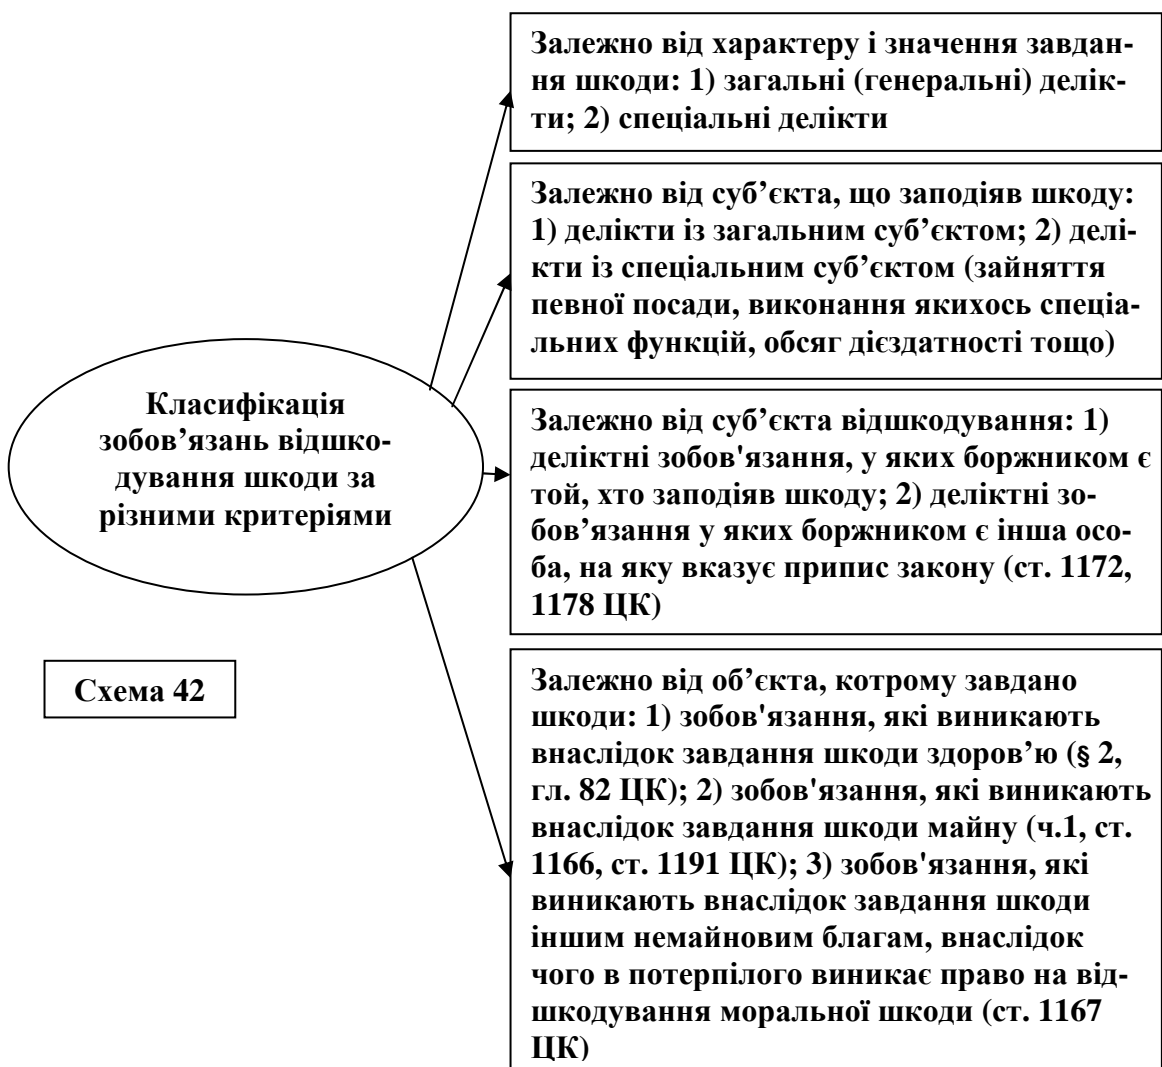 Залежно від характеру і значення завдан-
ня шкоди: 1) загальні (генеральні) делік-
ти; 2) спеціальні делікти
Залежно від суб’єкта, що заподіяв шкоду:
1) делікти із загальним суб’єктом; 2) делі-
кти із спеціальним суб’єктом (зайняття
певної посади, виконання якихось спеціа-
льних функцій, обсяг дієздатності тощо)
Класифікація
зобов’язань відшко-
дування шкоди за
різними критеріями
Залежно від суб’єкта відшкодування: 1)
деліктні зобов'язання, у яких боржником є
той, хто заподіяв шкоду; 2) деліктні зо-
бов’язання у яких боржником є інша осо-
ба, на яку вказує припис закону (ст. 1172,
1178 ЦК)
Схема 42
Залежно від об’єкта, котрому завдано
шкоди: 1) зобов'язання, які виникають
внаслідок завдання шкоди здоров’ю (§ 2,
гл. 82 ЦК); 2) зобов'язання, які виникають
внаслідок завдання шкоди майну (ч.1, ст.
1166, ст. 1191 ЦК); 3) зобов'язання, які
виникають внаслідок завдання шкоди
іншим немайновим благам, внаслідок
чого в потерпілого виникає право на від-
шкодування моральної шкоди (ст. 1167
ЦК)